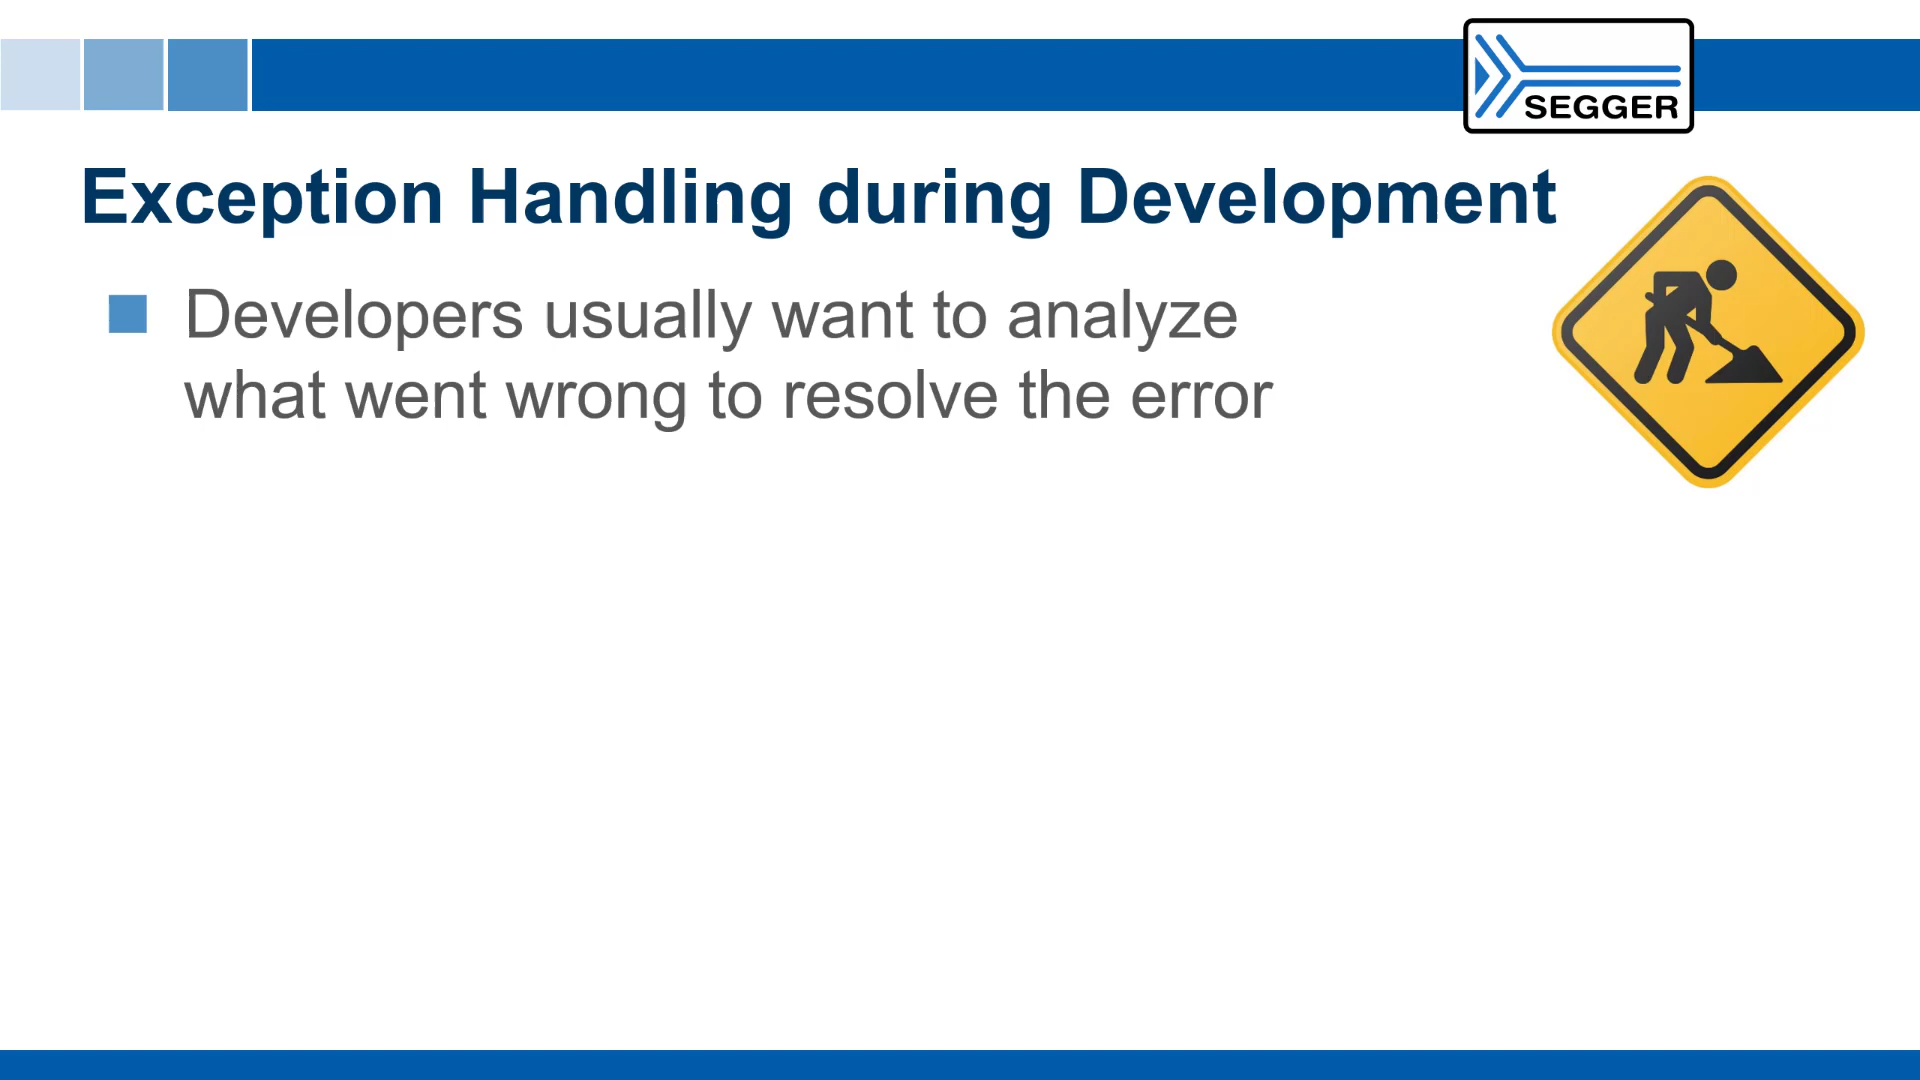 SEGGER
Exception Handling during Development
Developers usually want to analyze
what went wrong to resolve the error